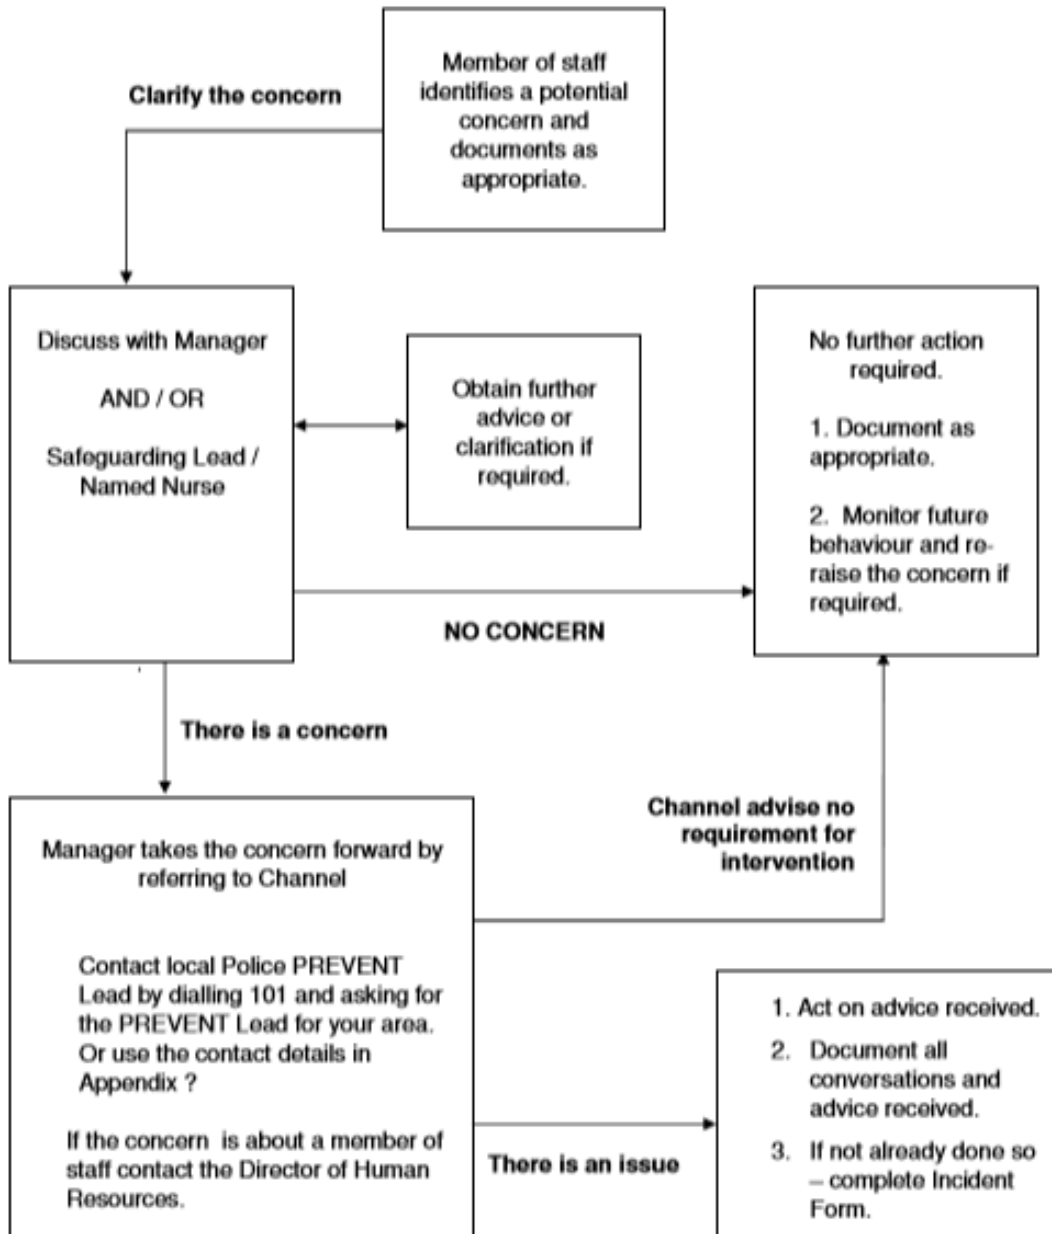 Member of staff
identifies a potential
concern and
documents as
appropriate.
Clarify the concern
Discuss with Manager
AND / OR
Safeguarding Lead /
Named Nurse
Obtain further
advice or
clarification if
required.
No further action
required.
1. Document as
appropriate.
2. Monitor future
behaviour and re-
raise the concern if
required.
NO CONCERN
There is a concern
Channel advise no
requirement for
intervention
Manager takes the concern forward by
referring to Channel
Contact local Police PREVENT
Lead by dialling 101 and asking for
the PREVENT Lead for your area.
Or use the contact details in
Appendix ?
If the concern is about a member of
staff contact the Director of Human
Resources.
There is an issue
1. Act on advice received.
2. Document all
conversations and
advice received.
3. If not already done so
– complete Incident
Form.